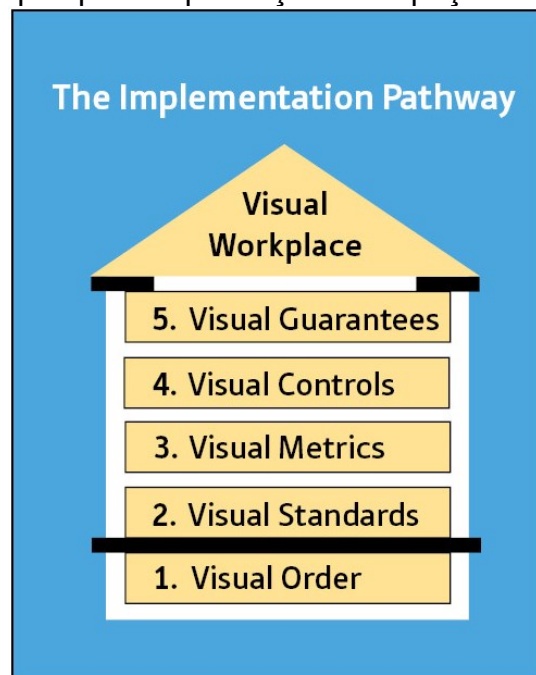 The Implementation Pathway
Visual
Workplace
5. Visual Guarantees
4. Visual Controls
3. Visual Metrics
2. Visual Standards
1. Visual Order